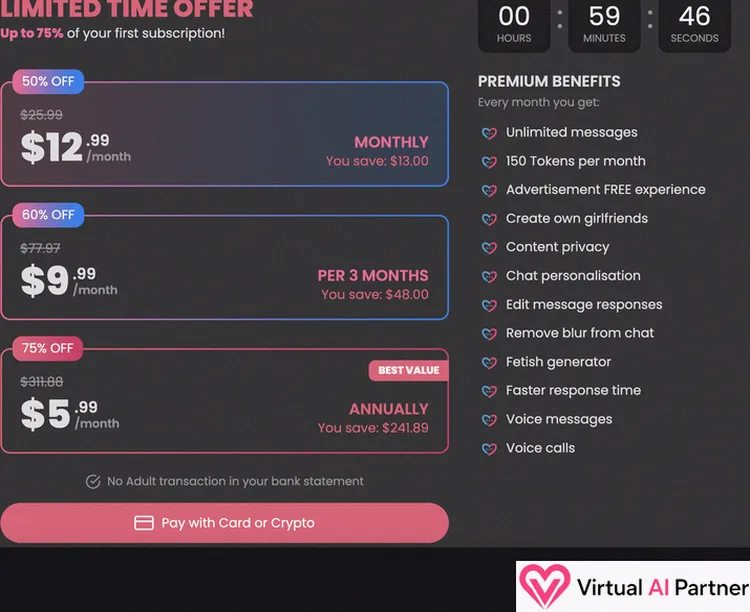 LIMITED TIME OFFER
Up to 75% of your first subscription!
50% OFF
$25.99
$12.99/month
MONTHLY
You save: $13.00
60% OFF
$77.97
$9.99/month
PER 3 MONTHS
You save: $48.00
75% OFF
BEST VALUE
$311.88
$5.99/month
ANNUALLY
You save: $241.89
No Adult transaction in your bank statement
Pay with Card or Crypto
00 : 59 : 46
HOURS MINUTES SECONDS
PREMIUM BENEFITS
Every month you get:
Unlimited messages
150 Tokens per month
Advertisement FREE experience
Create own girlfriends
Content privacy
Chat personalisation
Edit message responses
Remove blur from chat
Fetish generator
Faster response time
Voice messages
Voice calls
Virtual AI Partner